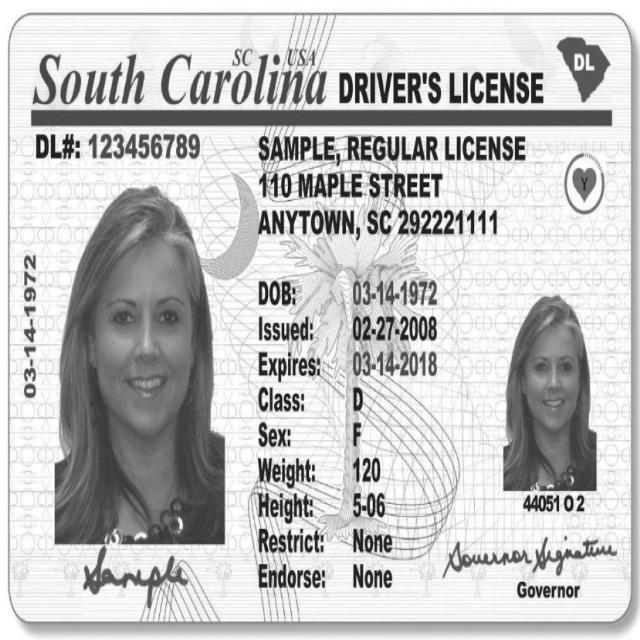 SC USA
South Carolina DRIVER'S LICENSE
DL
DL#: 123456789
SAMPLE, REGULAR LICENSE
110 MAPLE STREET
ANYTOWN, SC 292221111
Y
03-14-1972
DOB: 03-14-1972
Issued: 02-27-2008
Expires: 03-14-2018
Class: D
Sex: F
Weight: 120
Height: 5-06
Restrict: None
Endorse: None
44051 O 2
Sample
Governor Signature
Governor